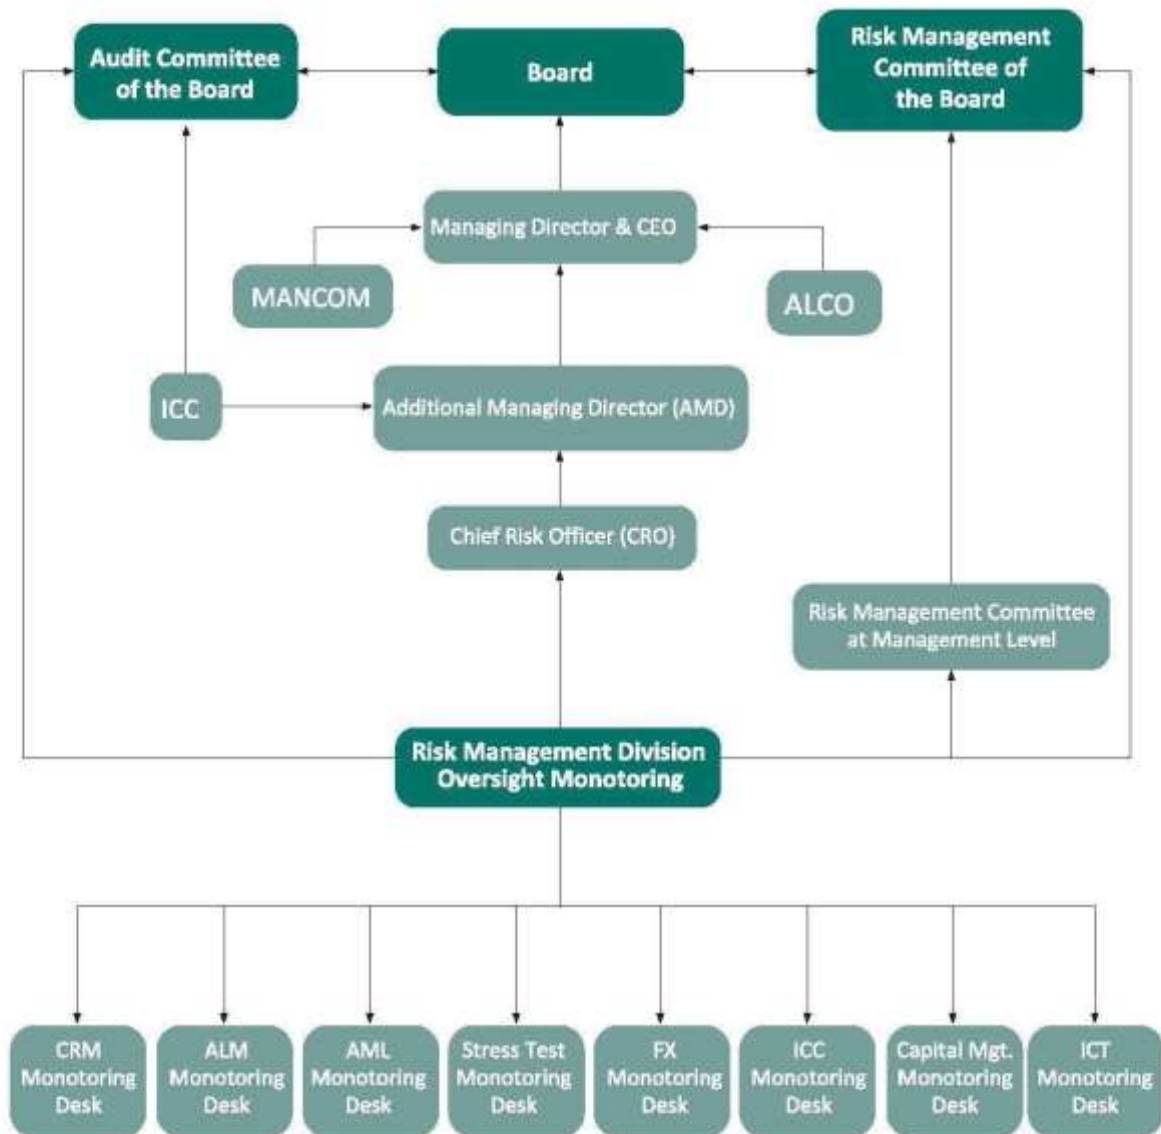 Audit Committee
of the Board
Board
Risk Management
Committee of
the Board
Managing Director & CEO
MANCOM
ALCO
ICC
Additional Managing Director (AMD)
Chief Risk Officer (CRO)
Risk Management Committee
at Management Level
Risk Management Division
Oversight Monotoring
CRM
Monotoring
Desk
ALM
Monotoring
Desk
AML
Monotoring
Desk
Stress Test
Monotoring
Desk
FX
Monotoring
Desk
ICC
Monotoring
Desk
Capital Mgt.
Monotoring
Desk
ICT
Monotoring
Desk